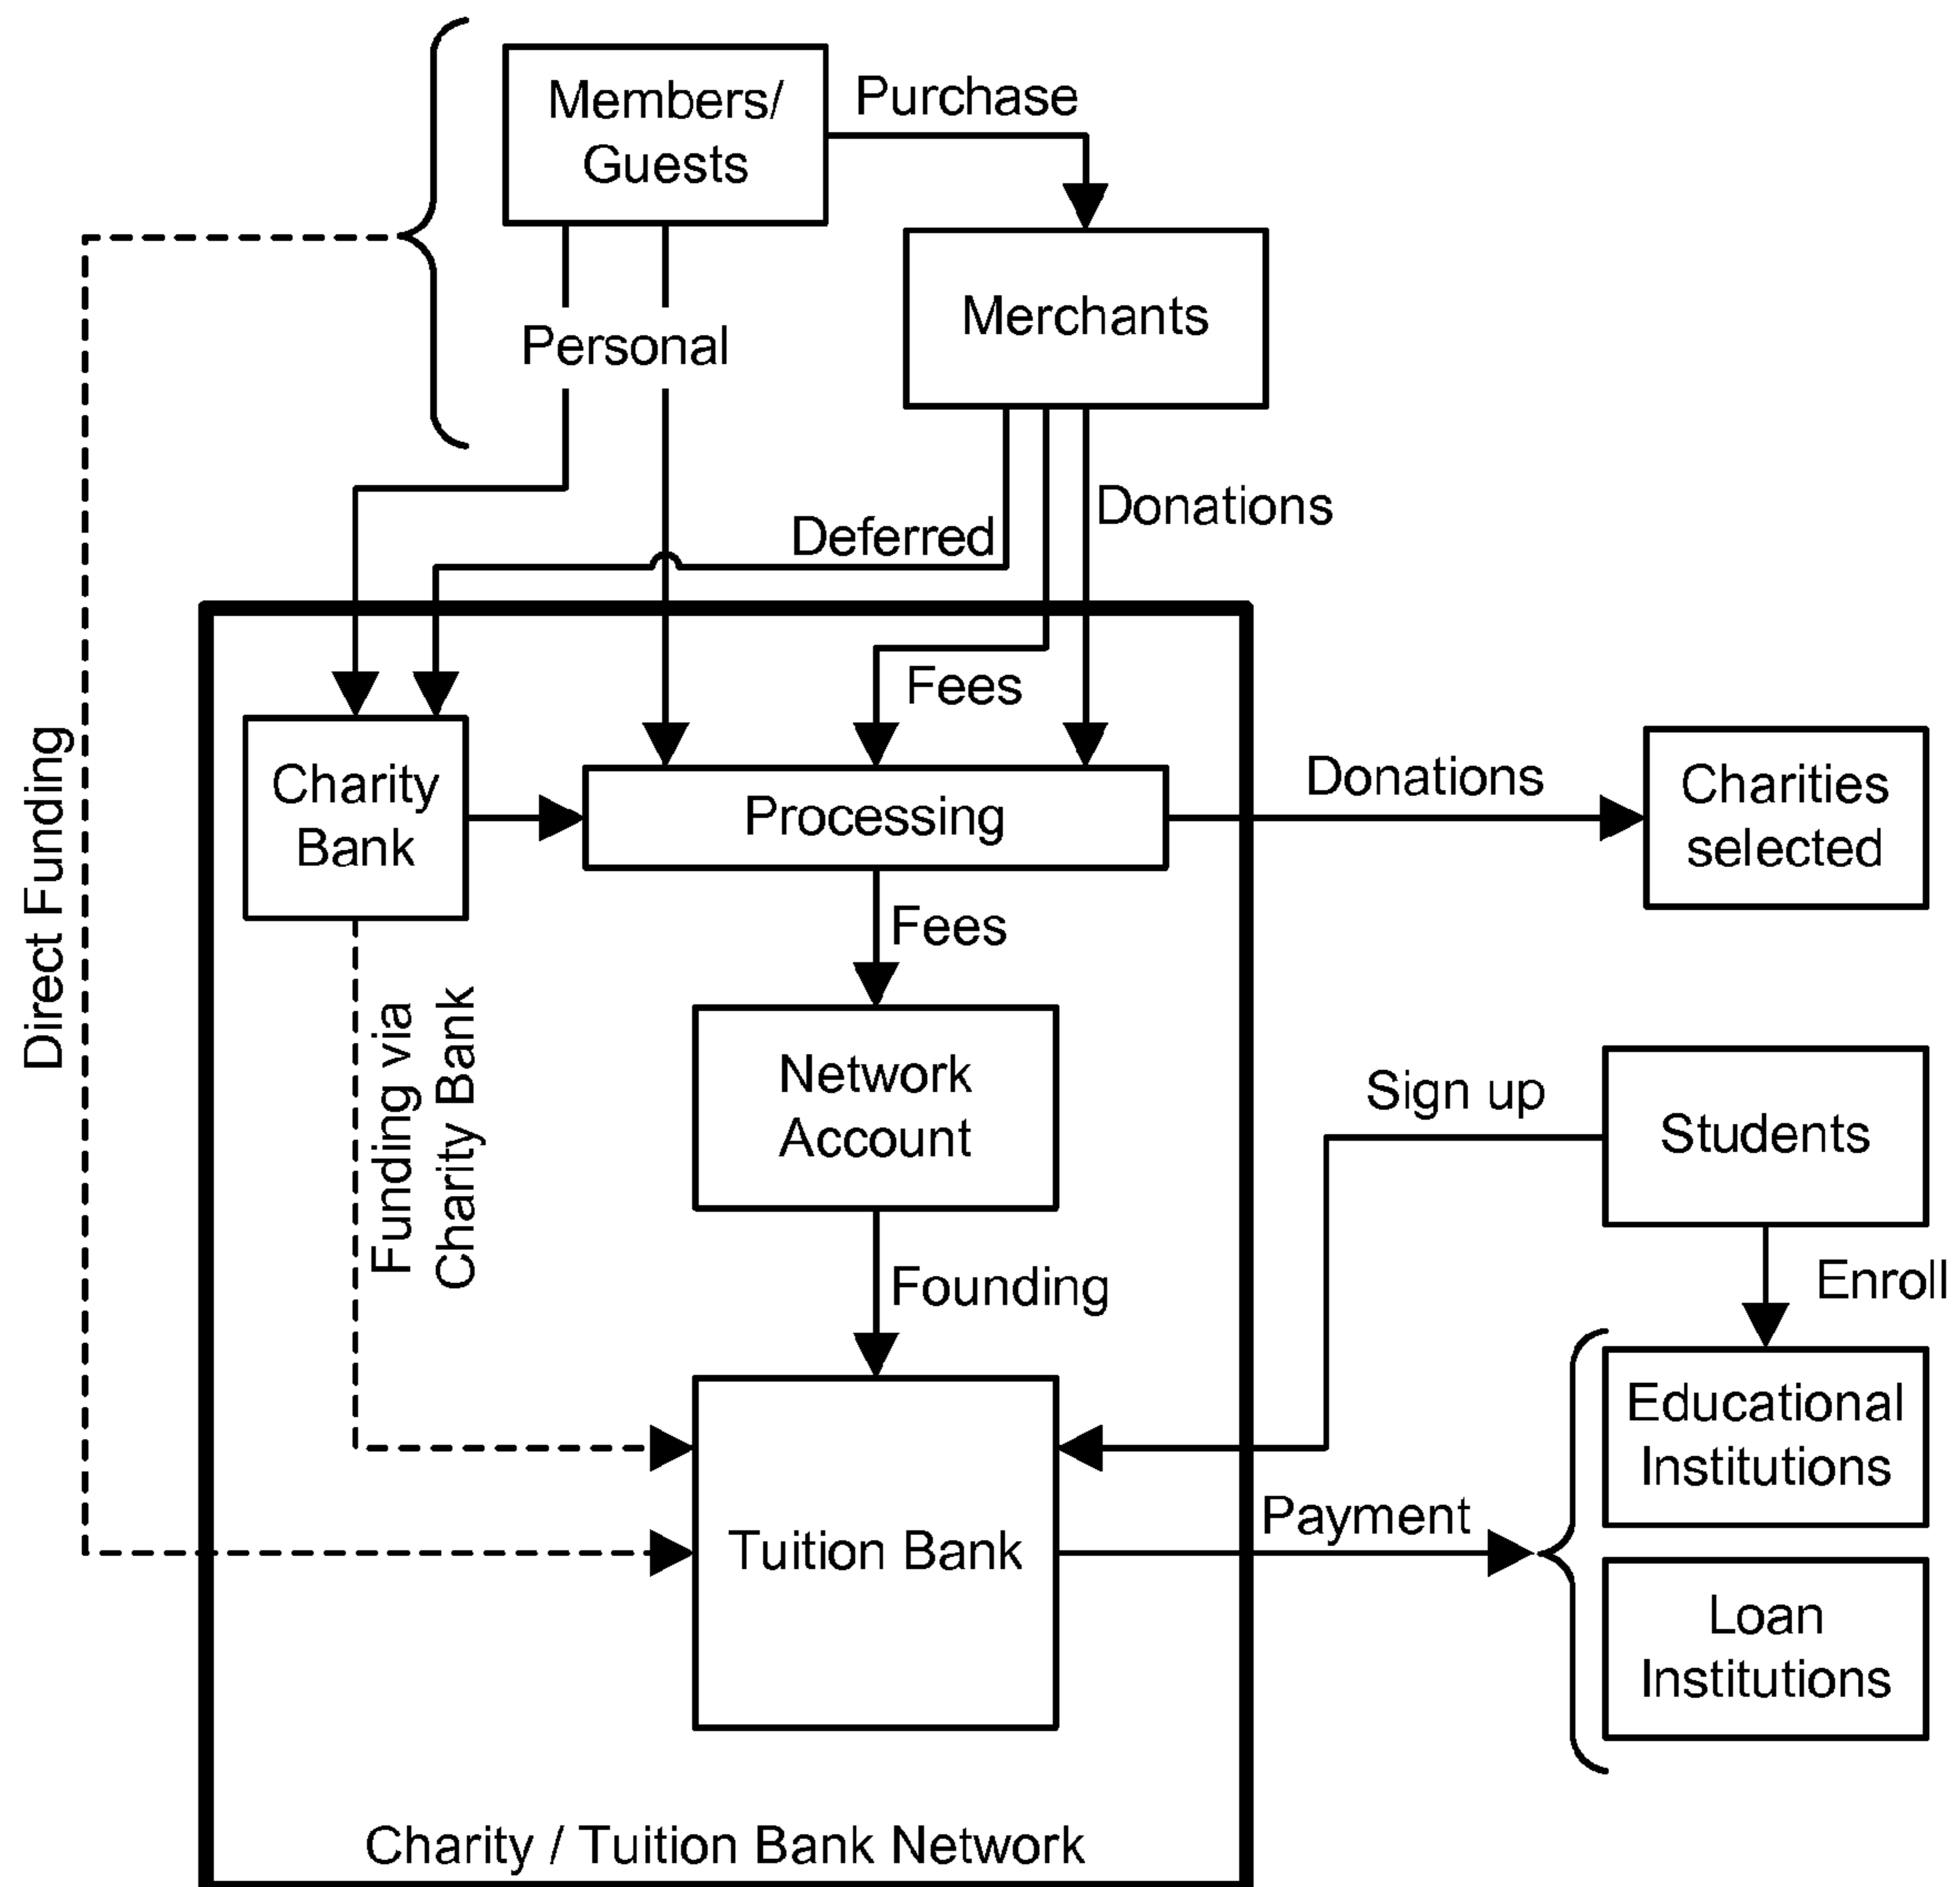 Members/
Guests
Purchase
Merchants
Personal
Donations
Deferred
Fees
Direct Funding
Charity
Bank
Processing
Donations
Charities
selected
Fees
Funding via
Charity Bank
Network
Account
Sign up
Students
Founding
Enroll
Educational
Institutions
Payment
Tuition Bank
Loan
Institutions
Charity / Tuition Bank Network